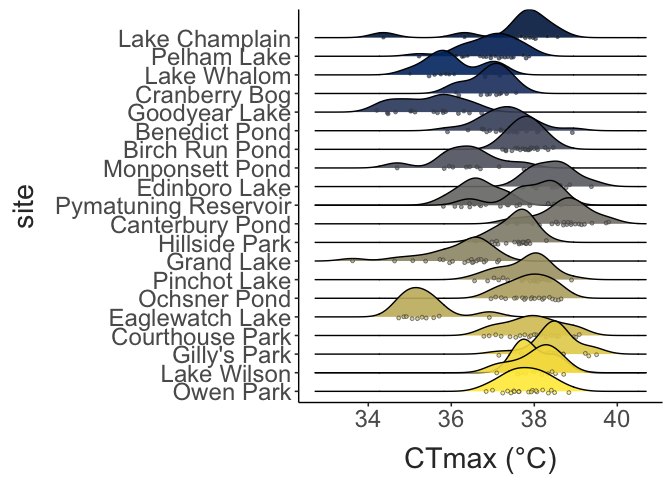 Lake Champlain
Pelham Lake
Lake Whalom
Cranberry Bog
Goodyear Lake
Benedict Pond
Birch Run Pond
Monponsett Pond
Edinboro Lake
Pymatuning Reservoir
Canterbury Pond
Hillside Park
Grand Lake
Pinchot Lake
Ochsner Pond
Eaglewatch Lake
Courthouse Park
Gilly's Park
Lake Wilson
Owen Park
site
34 36 38 40
CTmax (°C)